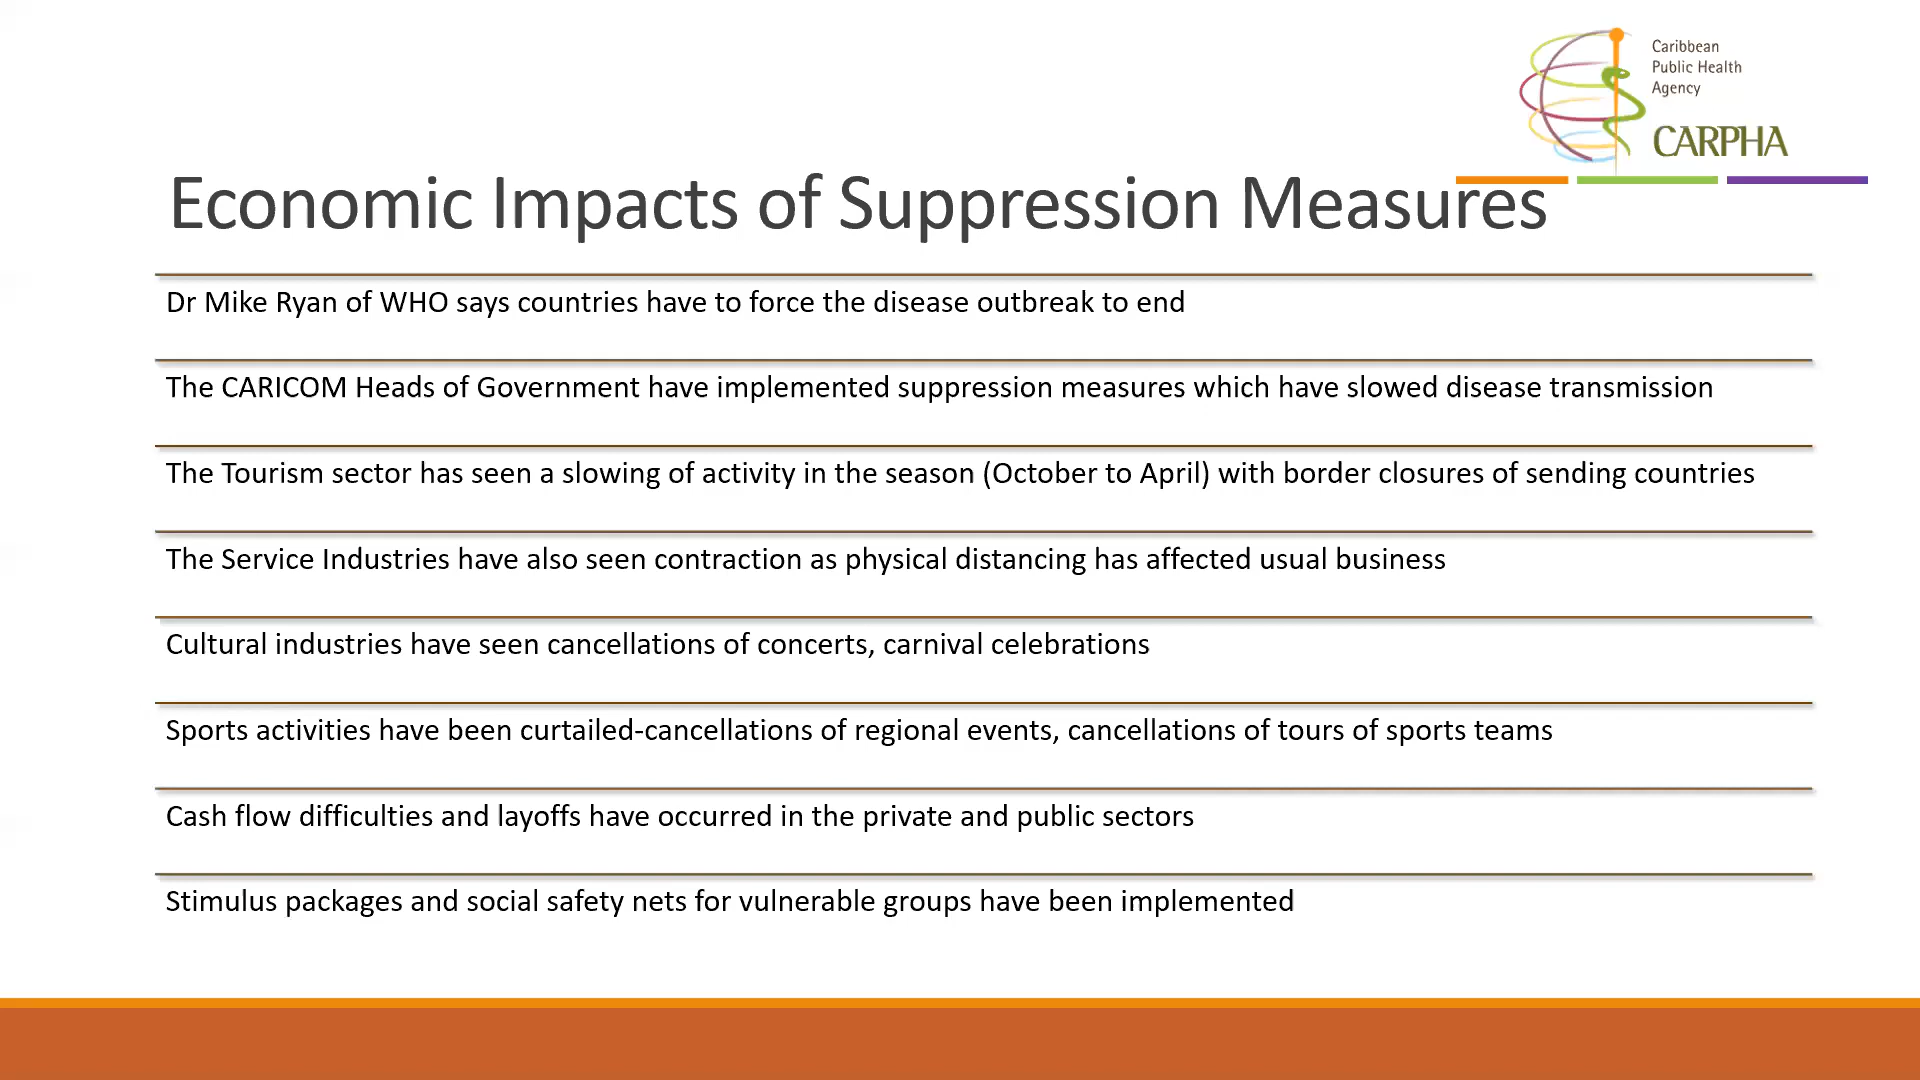 Caribbean
Public Health
Agency
CARPHA
Economic Impacts of Suppression Measures
Dr Mike Ryan of WHO says countries have to force the disease outbreak to end
The CARICOM Heads of Government have implemented suppression measures which have slowed disease transmission
The Tourism sector has seen a slowing of activity in the season (October to April) with border closures of sending countries
The Service Industries have also seen contraction as physical distancing has affected usual business
Cultural industries have seen cancellations of concerts, carnival celebrations
Sports activities have been curtailed-cancellations of regional events, cancellations of tours of sports teams
Cash flow difficulties and layoffs have occurred in the private and public sectors
Stimulus packages and social safety nets for vulnerable groups have been implemented